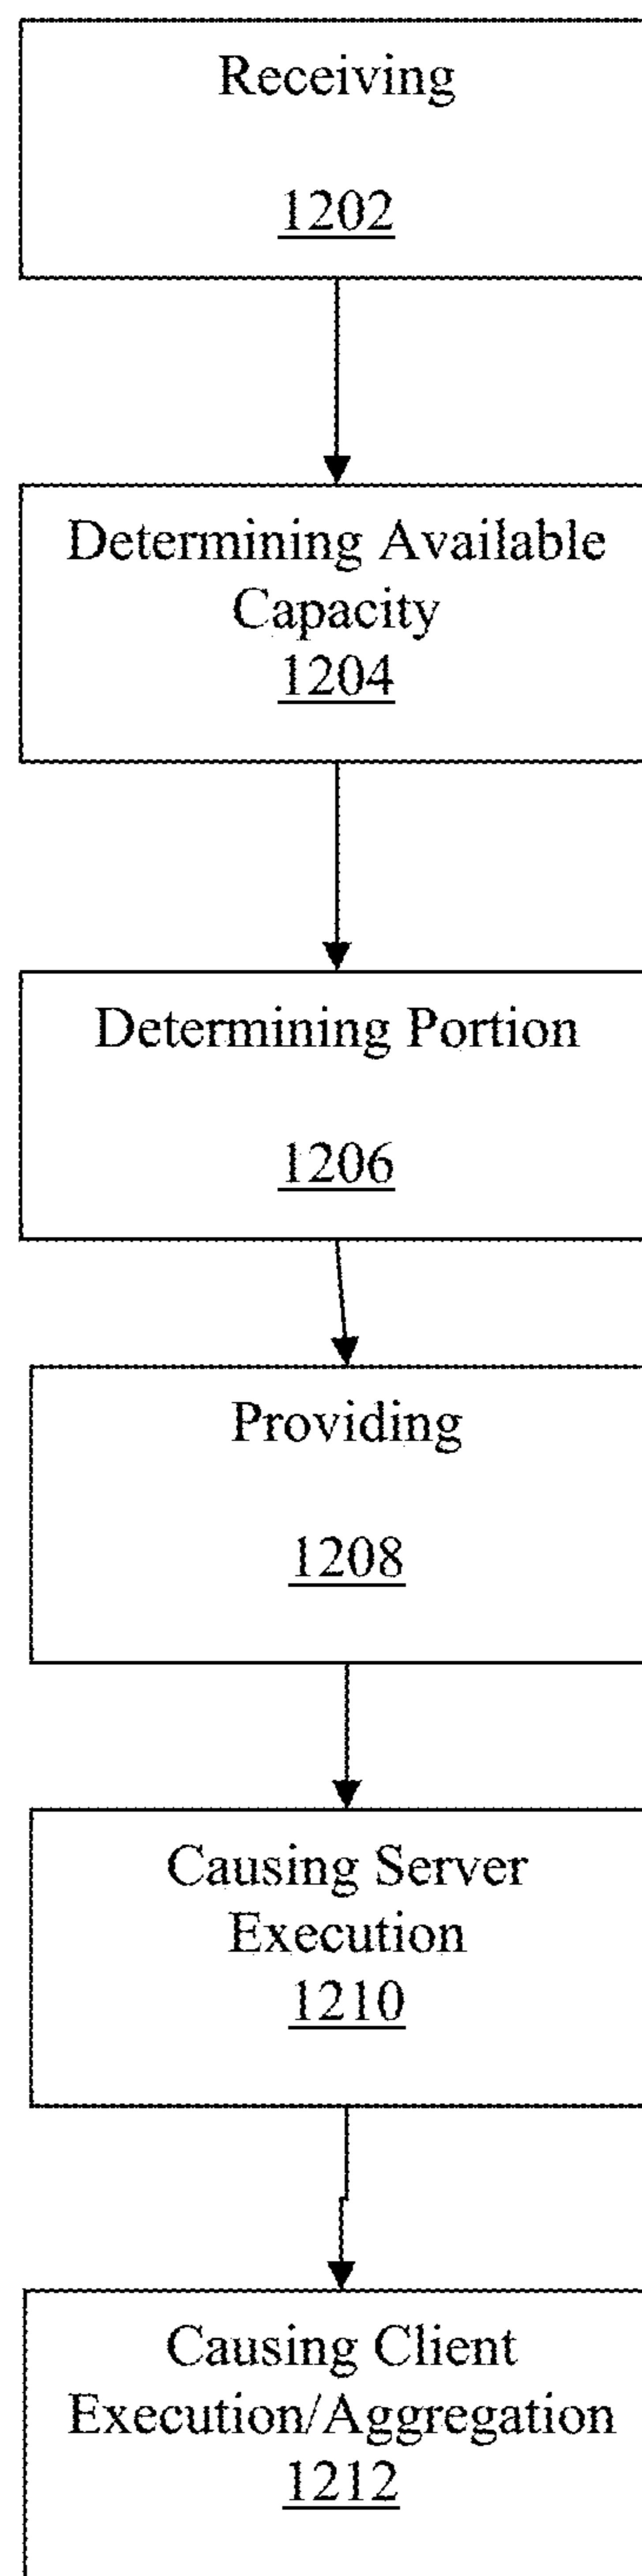 Receiving
1202
Determining Available
Capacity
1204
Determining Portion
1206
Providing
1208
Causing Server
Execution
1210
Causing Client
Execution/Aggregation
1212